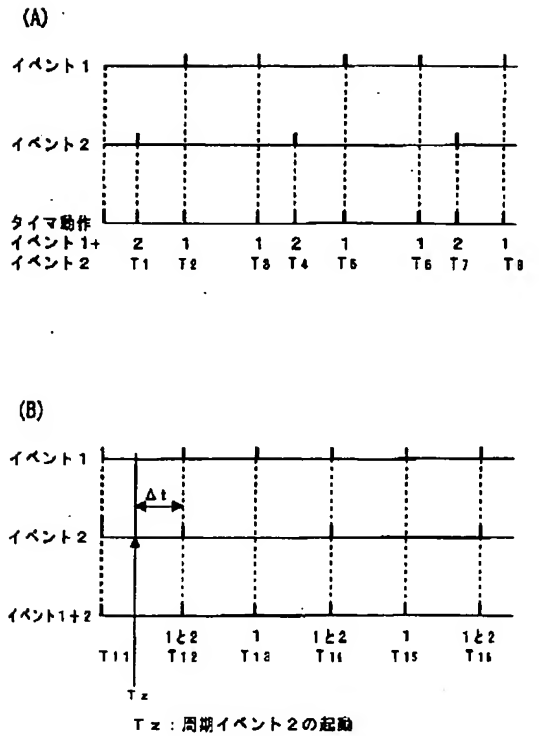 (A)
イベント1
イベント2
タイマ動作
イベント1+ 2 1 1 2 1 1 2 1
イベント2 T1 T2 T3 T4 T5 T6 T7 T8
(B)
イベント1
Δt
イベント2
イベント1+2
1と2 1 1と2 1 1と2
T11 T12 T13 T14 T15 T16
Tz
Tz:周期イベント2の起動